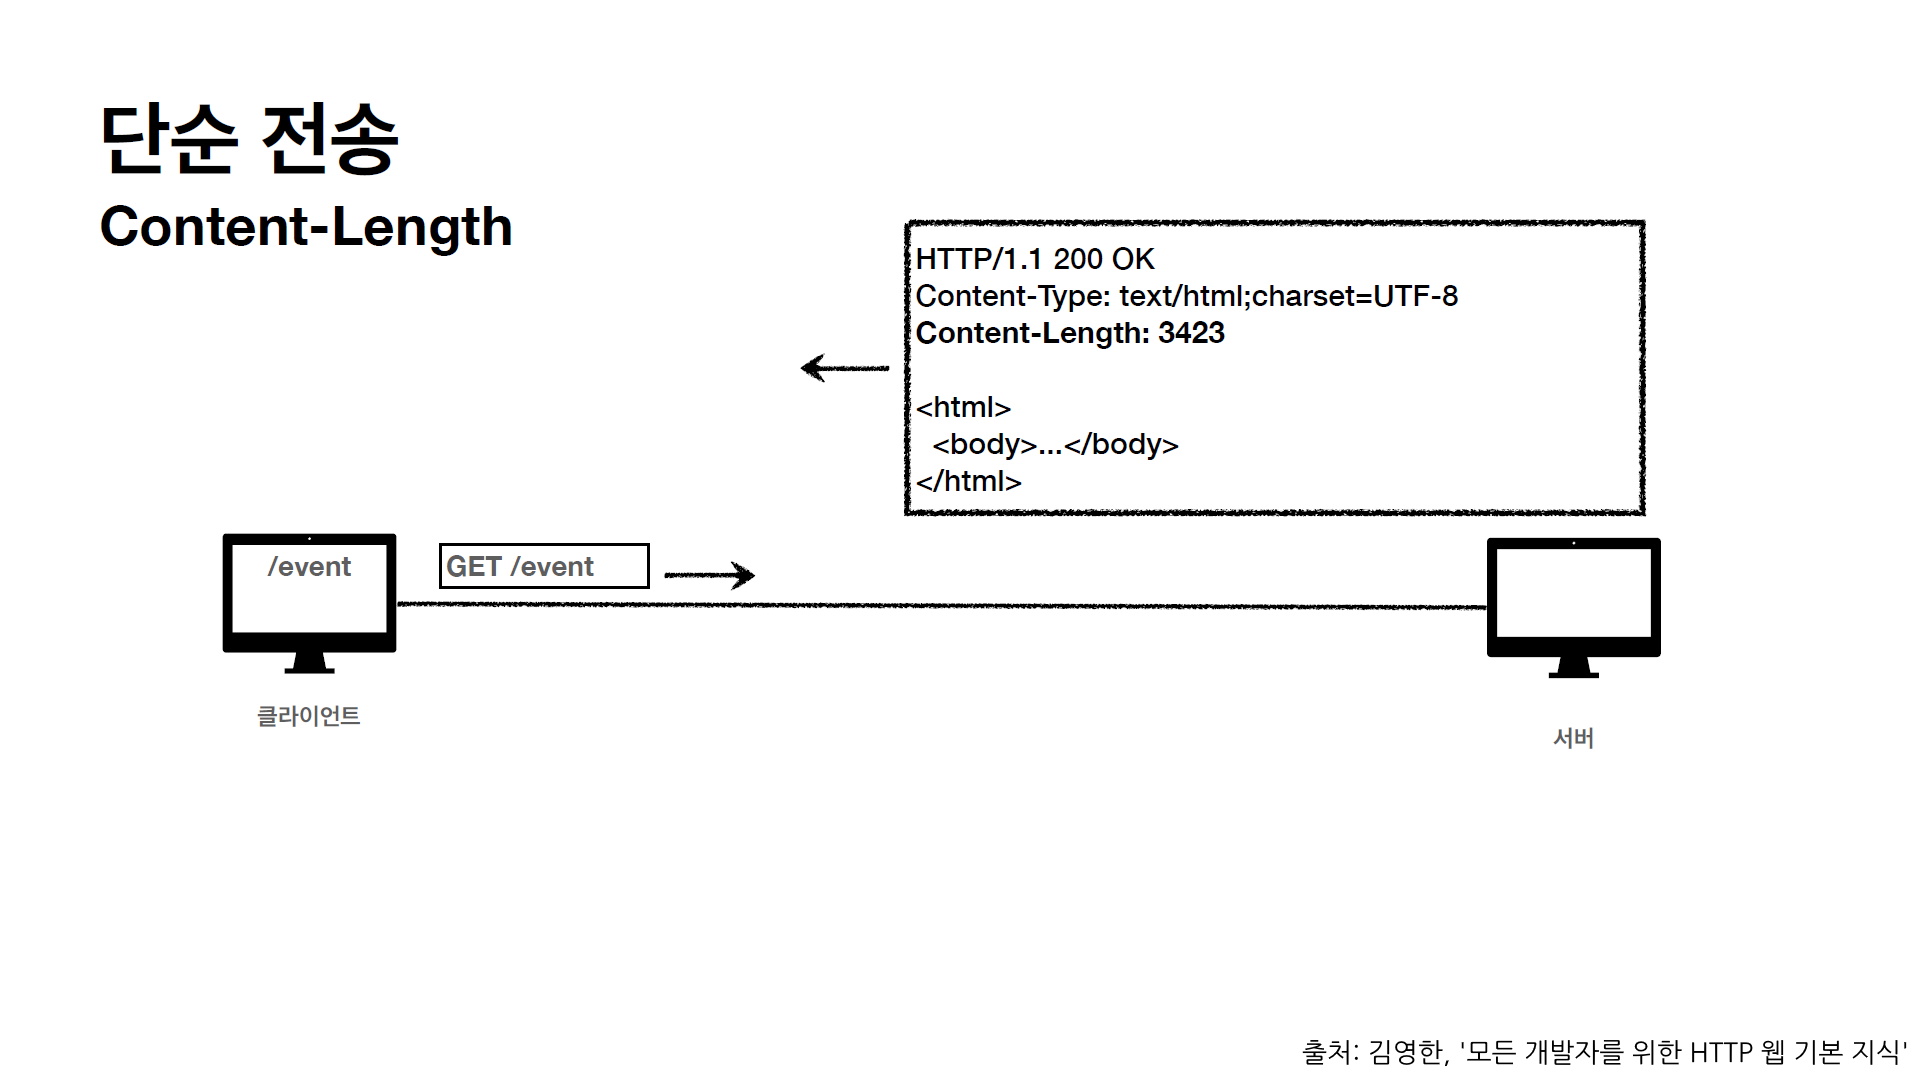 단순 전송
Content-Length
HTTP/1.1 200 OK
Content-Type: text/html;charset=UTF-8
Content-Length: 3423
<html>
<body>...</body>
</html>
/event
GET /event
클라이언트
서버
출처: 김영한, '모든 개발자를 위한 HTTP 웹 기본 지식'